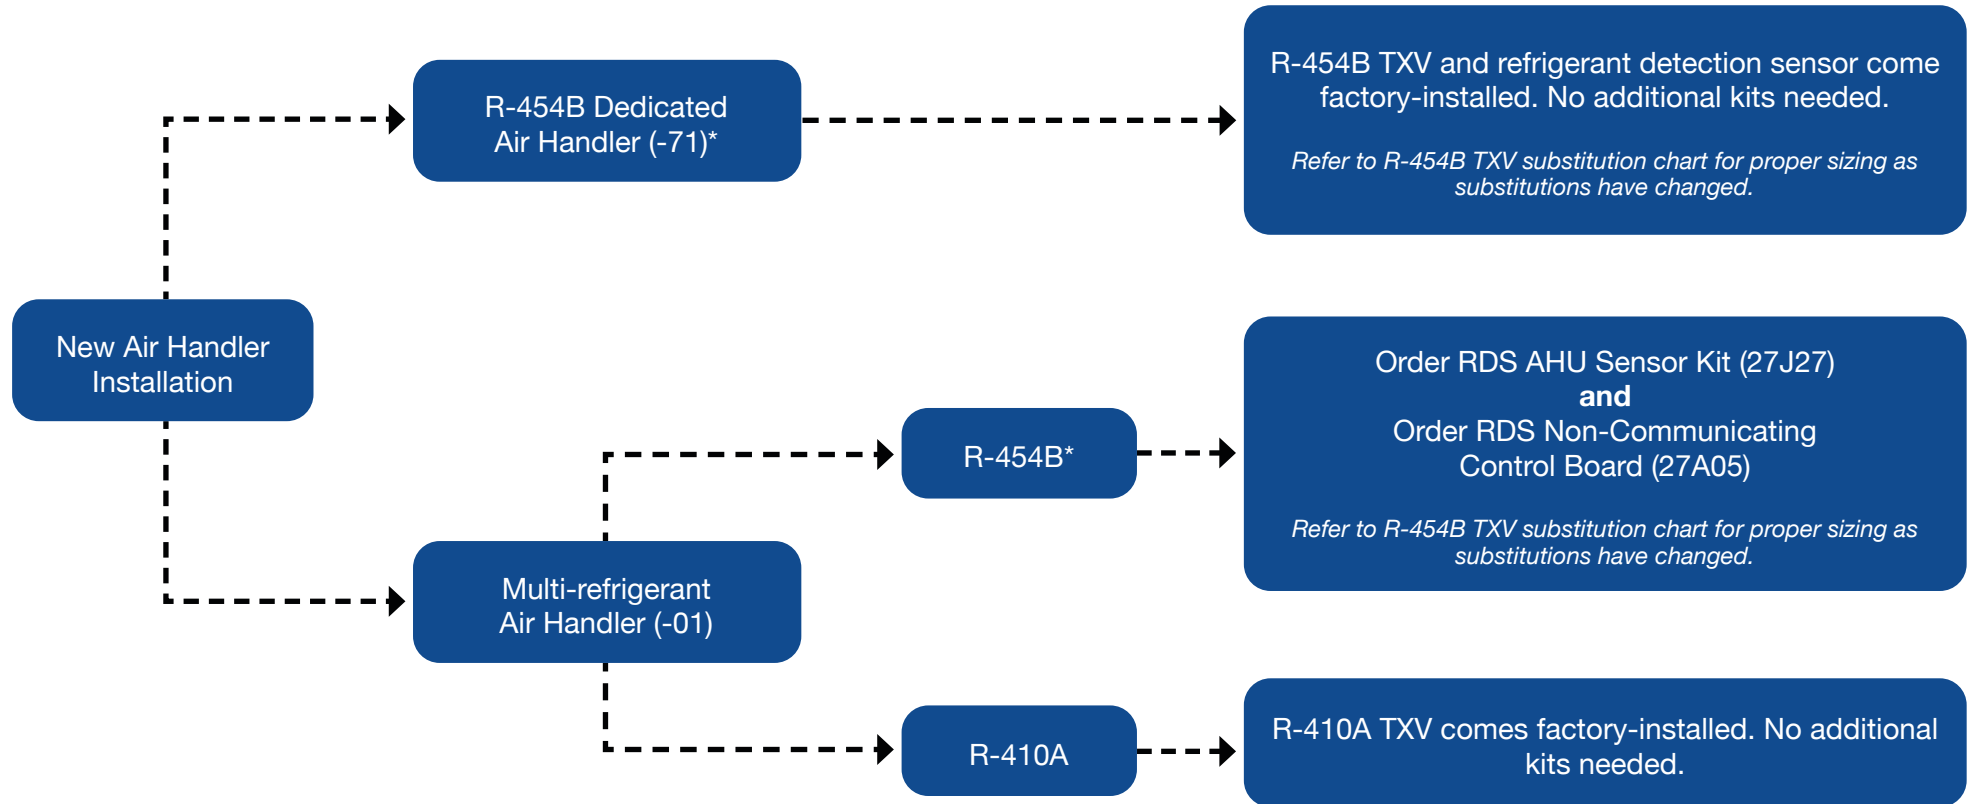 New Air Handler
Installation
R-454B Dedicated
Air Handler (-71)*
R-454B TXV and refrigerant detection sensor come
factory-installed. No additional kits needed.
Refer to R-454B TXV substitution chart for proper sizing as
substitutions have changed.
Multi-refrigerant
Air Handler (-01)
R-454B*
Order RDS AHU Sensor Kit (27J27)
and
Order RDS Non-Communicating
Control Board (27A05)
Refer to R-454B TXV substitution chart for proper sizing as
substitutions have changed.
R-410A
R-410A TXV comes factory-installed. No additional
kits needed.